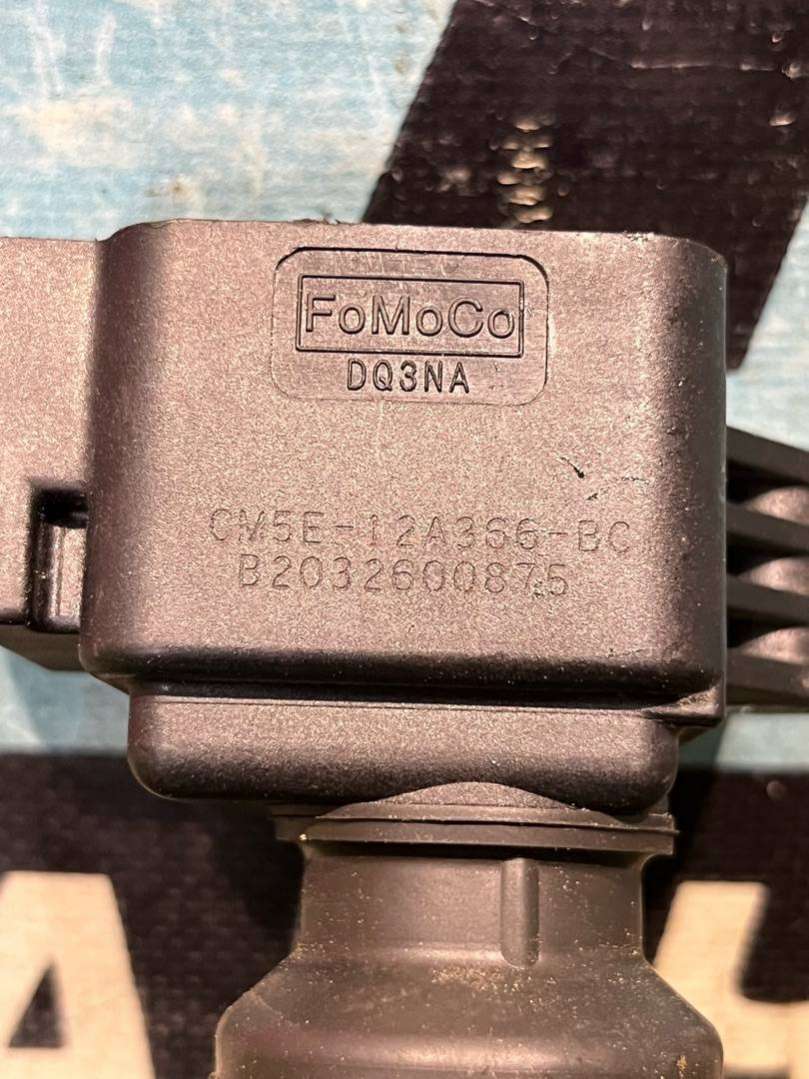 FoMoCo
DQ3NA
CM5E-12A366-BC
B2032600875
A